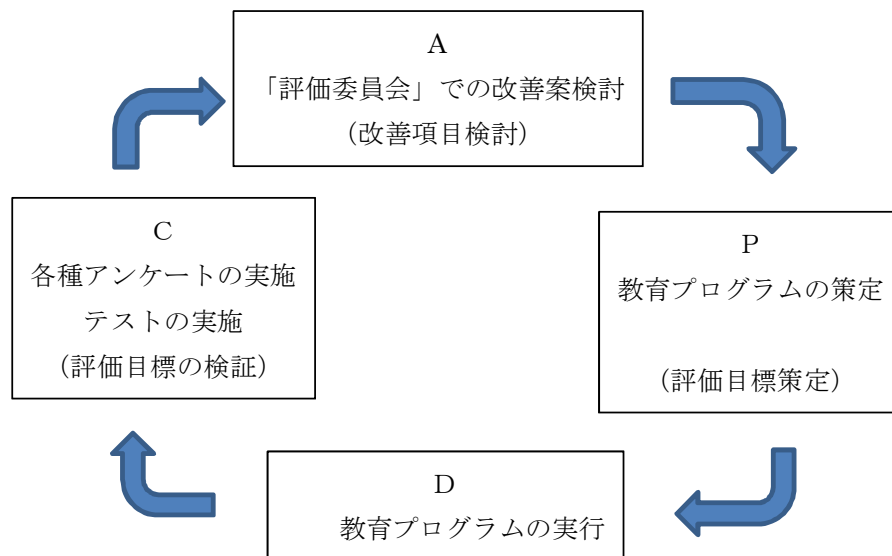 A
「評価委員会」での改善案検討
（改善項目検討）
C
各種アンケートの実施
テストの実施
（評価目標の検証）
P
教育プログラムの策定
（評価目標策定）
D
教育プログラムの実行